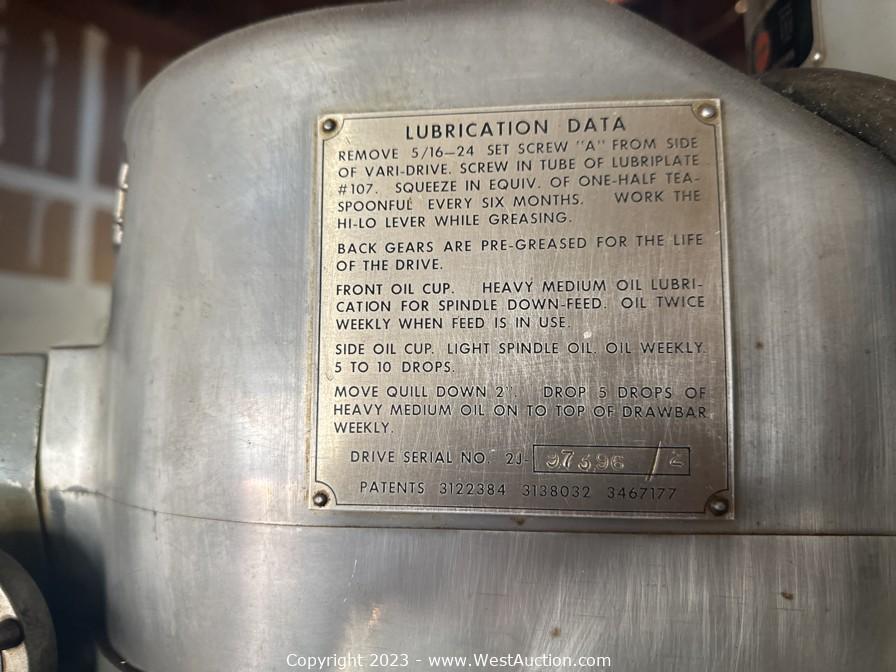 LUBRICATION DATA
REMOVE 5/16–24 SET SCREW "A" FROM SIDE
OF VARI-DRIVE. SCREW IN TUBE OF LUBRIPLATE
#107. SQUEEZE IN EQUIV. OF ONE-HALF TEA-
SPOONFUL EVERY SIX MONTHS. WORK THE
HI-LO LEVER WHILE GREASING.
BACK GEARS ARE PRE-GREASED FOR THE LIFE
OF THE DRIVE.
FRONT OIL CUP. HEAVY MEDIUM OIL LUBRI-
CATION FOR SPINDLE DOWN-FEED. OIL TWICE
WEEKLY WHEN FEED IS IN USE.
SIDE OIL CUP. LIGHT SPINDLE OIL. OIL WEEKLY.
5 TO 10 DROPS.
MOVE QUILL DOWN 2". DROP 5 DROPS OF
HEAVY MEDIUM OIL ON TO TOP OF DRAWBAR
WEEKLY.
DRIVE SERIAL NO. 2J-
PATENTS 3122384 3138032 3467177
Copyright 2023 - www.WestAuction.com